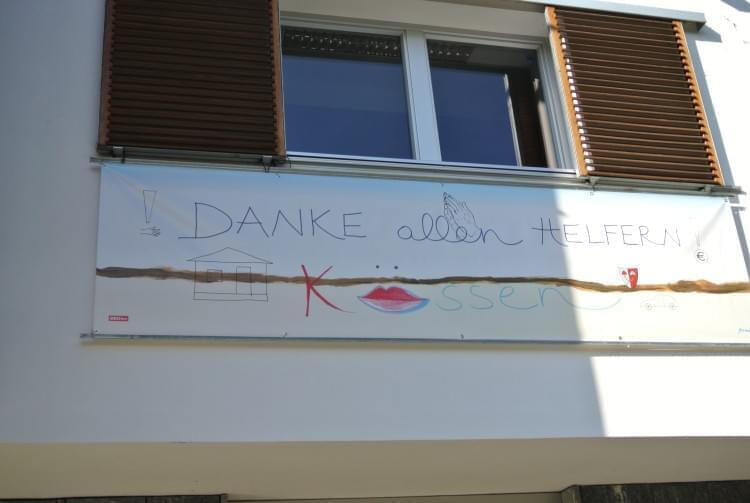 ! DANKE allen HELFERN !
€
Kössen